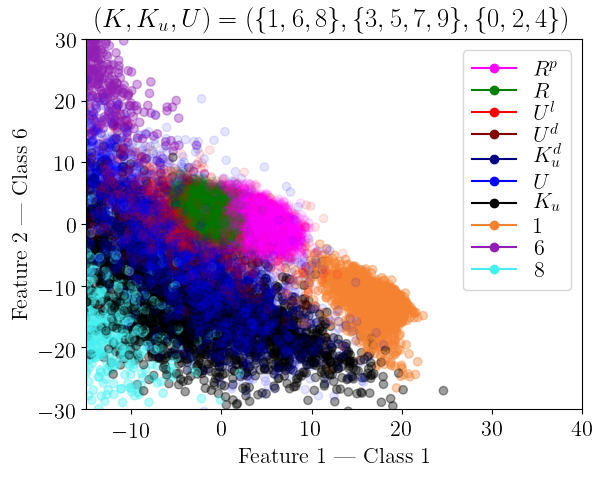 (K, K_u, U) = ({1, 6, 8}, {3, 5, 7, 9}, {0, 2, 4})
30
20
10
0
−10
−20
−30
Feature 2 — Class 6
R^p
R
U^l
U^d
K_u^d
U
K_u
1
6
8
−10
0
10
20
30
40
Feature 1 — Class 1